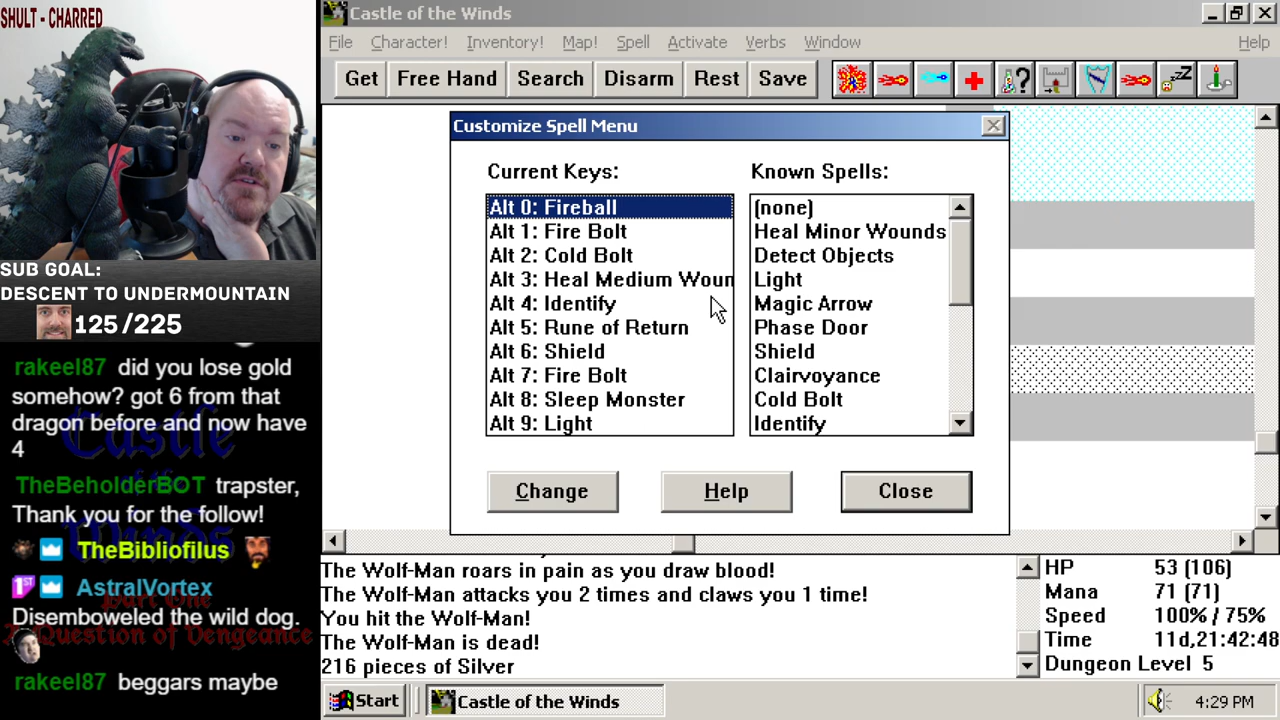 SHULT - CHARRED
SUB GOAL:
DESCENT TO UNDERMOUNTAIN
125 /225
rakeel87 did you lose gold
somehow? got 6 from that
dragon before and now have
4
TheBeholderBOT trapster,
Thank you for the follow!
TheBibliofilus
AstralVortex
Disemboweled the wild dog.
rakeel87 beggars maybe
Castle
of the
Winds
Part One
A Question of Vengeance
Castle of the Winds
File Character! Inventory! Map! Spell Activate Verbs Window Help
Get Free Hand Search Disarm Rest Save
Customize Spell Menu
Current Keys:
Alt 0: Fireball
Alt 1: Fire Bolt
Alt 2: Cold Bolt
Alt 3: Heal Medium Woun
Alt 4: Identify
Alt 5: Rune of Return
Alt 6: Shield
Alt 7: Fire Bolt
Alt 8: Sleep Monster
Alt 9: Light
Known Spells:
(none)
Heal Minor Wounds
Detect Objects
Light
Magic Arrow
Phase Door
Shield
Clairvoyance
Cold Bolt
Identify
Change Help Close
The Wolf-Man roars in pain as you draw blood!
The Wolf-Man attacks you 2 times and claws you 1 time!
You hit the Wolf-Man!
The Wolf-Man is dead!
216 pieces of Silver
HP 53 (106)
Mana 71 (71)
Speed 100% / 75%
Time 11d,21:42:48
Dungeon Level 5
Start Castle of the Winds 4:29 PM